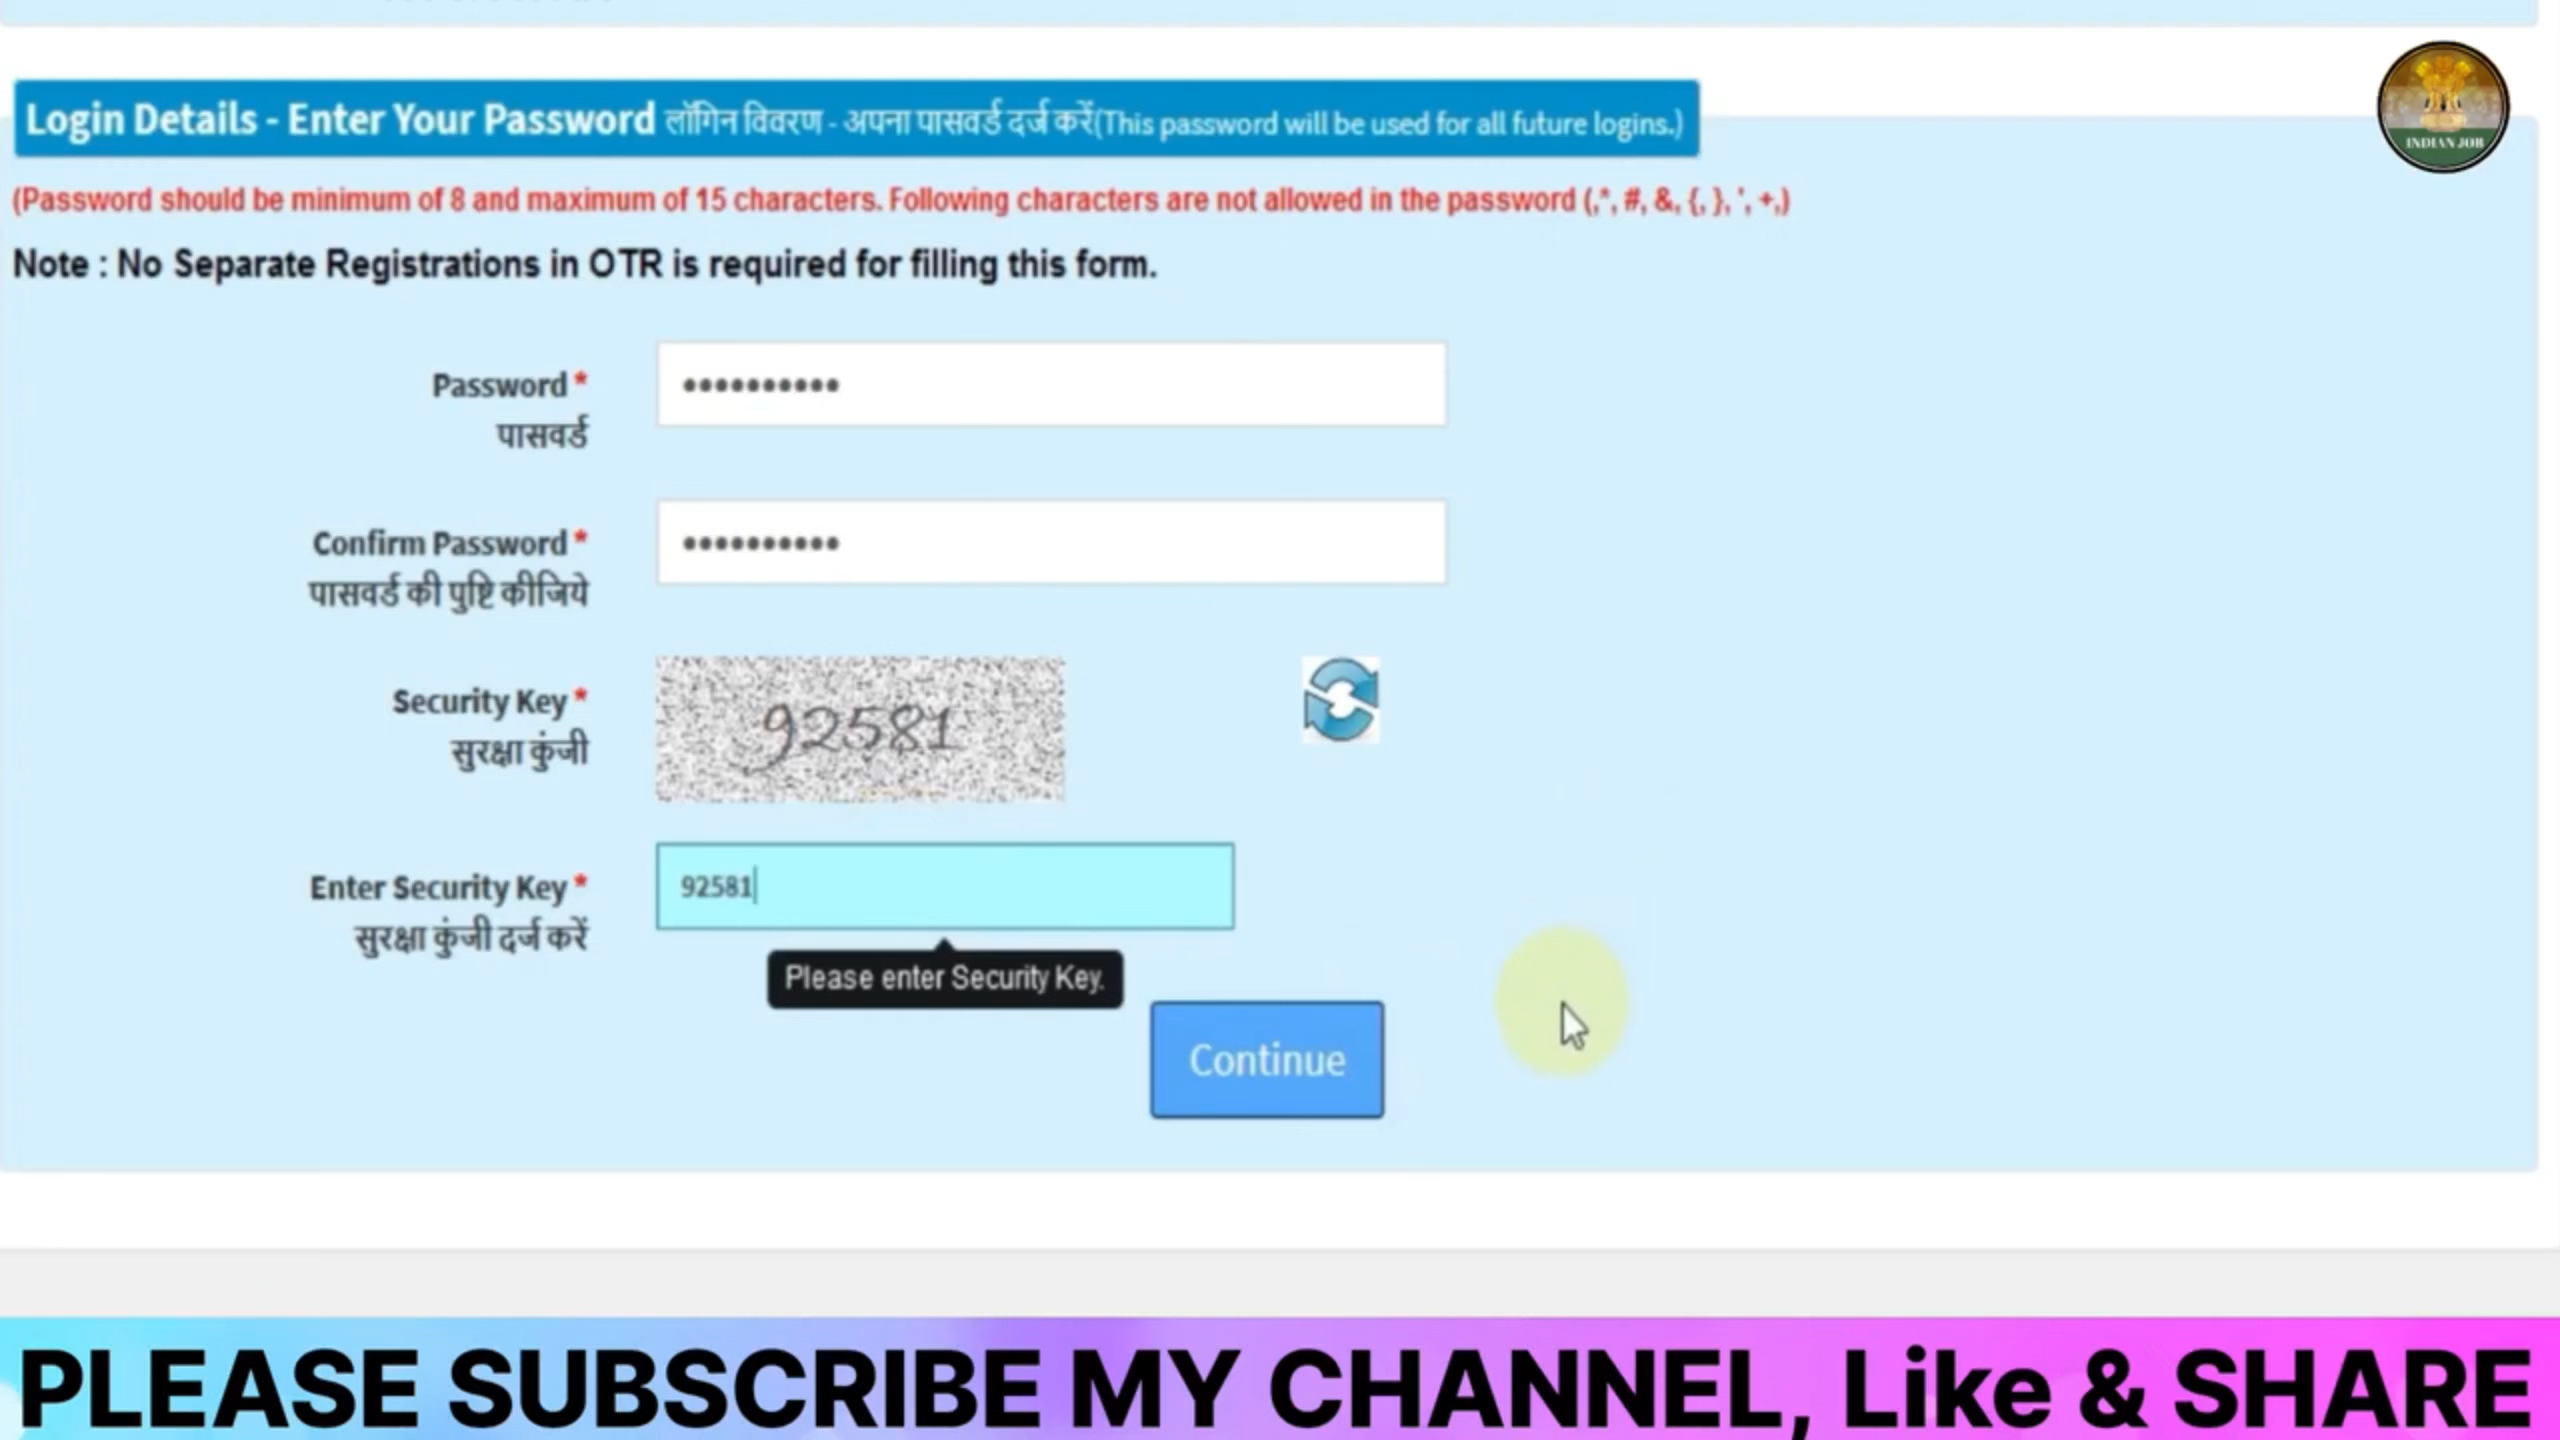 Login Details - Enter Your Password लॉगिन विवरण - अपना पासवर्ड दर्ज करें(This password will be used for all future logins.)
INDIAN JOB
(Password should be minimum of 8 and maximum of 15 characters. Following characters are not allowed in the password (,*, #, &, {, }, ', +,)
Note : No Separate Registrations in OTR is required for filling this form.
Password *
पासवर्ड
Confirm Password *
पासवर्ड की पुष्टि कीजिये
Security Key *
सुरक्षा कुंजी
92581
Enter Security Key *
सुरक्षा कुंजी दर्ज करें
92581
Please enter Security Key.
Continue
PLEASE SUBSCRIBE MY CHANNEL, Like & SHARE